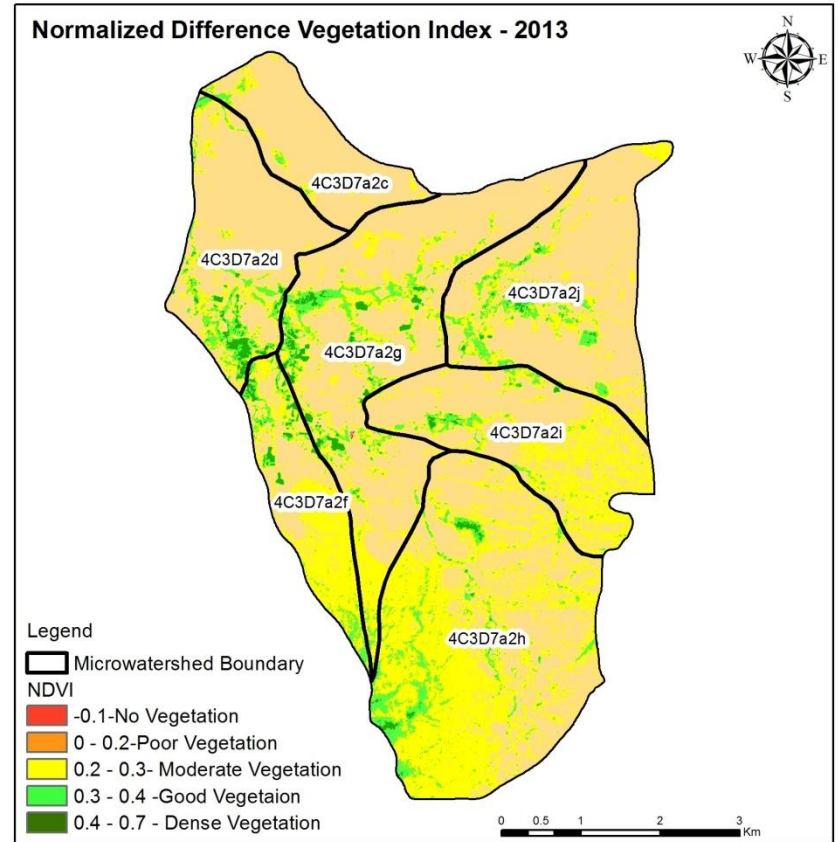 Normalized Difference Vegetation Index - 2013
N
W E
S
4C3D7a2c
4C3D7a2d
4C3D7a2j
4C3D7a2g
4C3D7a2i
4C3D7a2f
4C3D7a2h
Legend
Microwatershed Boundary
NDVI
-0.1-No Vegetation
0 - 0.2-Poor Vegetation
0.2 - 0.3- Moderate Vegetation
0.3 - 0.4 -Good Vegetaion
0.4 - 0.7 - Dense Vegetation
0 0.5 1 2 3
Km